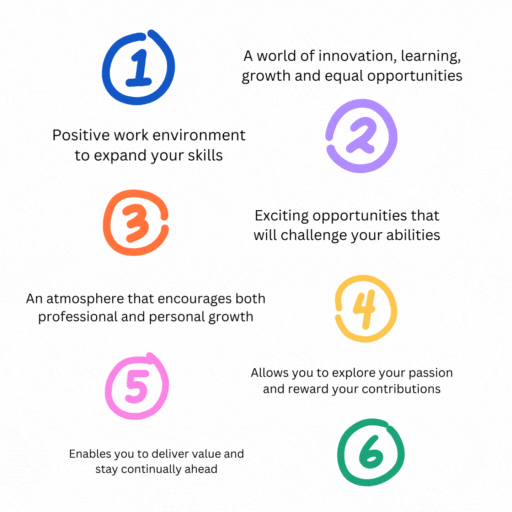 1
A world of innovation, learning,
growth and equal opportunities
2
Positive work environment
to expand your skills
3
Exciting opportunities that
will challenge your abilities
4
An atmosphere that encourages both
professional and personal growth
5
Allows you to explore your passion
and reward your contributions
6
Enables you to deliver value and
stay continually ahead